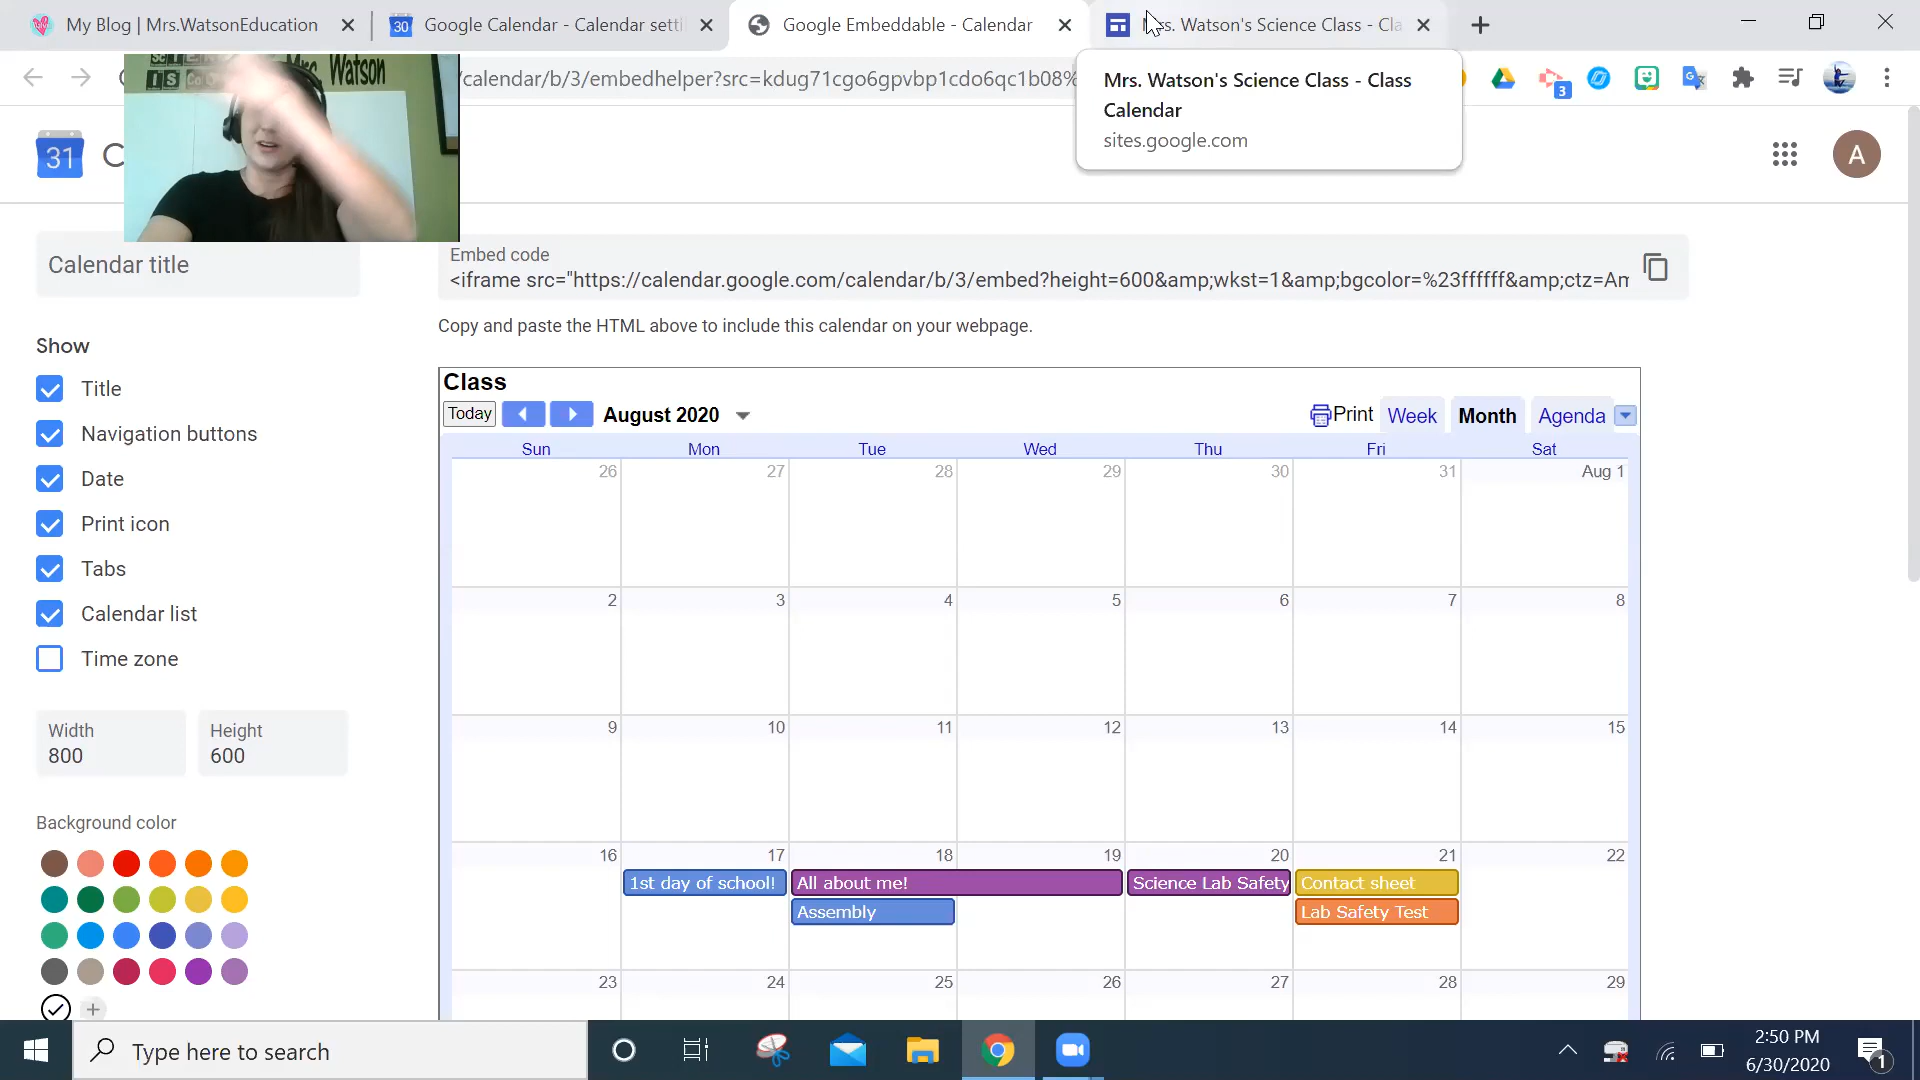 My Blog | Mrs.WatsonEducation
30
Google Calendar - Calendar sett
Google Embeddable - Calendar
Mrs. Watson's Science Class - Cla
/calendar/b/3/embedhelper?src=kdug71cgo6gpvbp1cdo6qc1b08%
3
Mrs. Watson's Science Class - Class
Calendar
sites.google.com
IS
Mrs. Watson
31
C
A
Calendar title
Embed code
<iframe src="https://calendar.google.com/calendar/b/3/embed?height=600&amp;wkst=1&amp;bgcolor=%23ffffff&amp;ctz=Am
Copy and paste the HTML above to include this calendar on your webpage.
Show
Title
Navigation buttons
Date
Print icon
Tabs
Calendar list
Time zone
Width
800
Height
600
Background color
Class
Today
August 2020
Print
Week
Month
Agenda
Sun Mon Tue Wed Thu Fri Sat
26 27 28 29 30 31 Aug 1
2 3 4 5 6 7 8
9 10 11 12 13 14 15
16 17 18 19 20 21 22
1st day of school! All about me! Science Lab Safety Contact sheet
Assembly Lab Safety Test
23 24 25 26 27 28 29
Type here to search
2:50 PM
6/30/2020
1